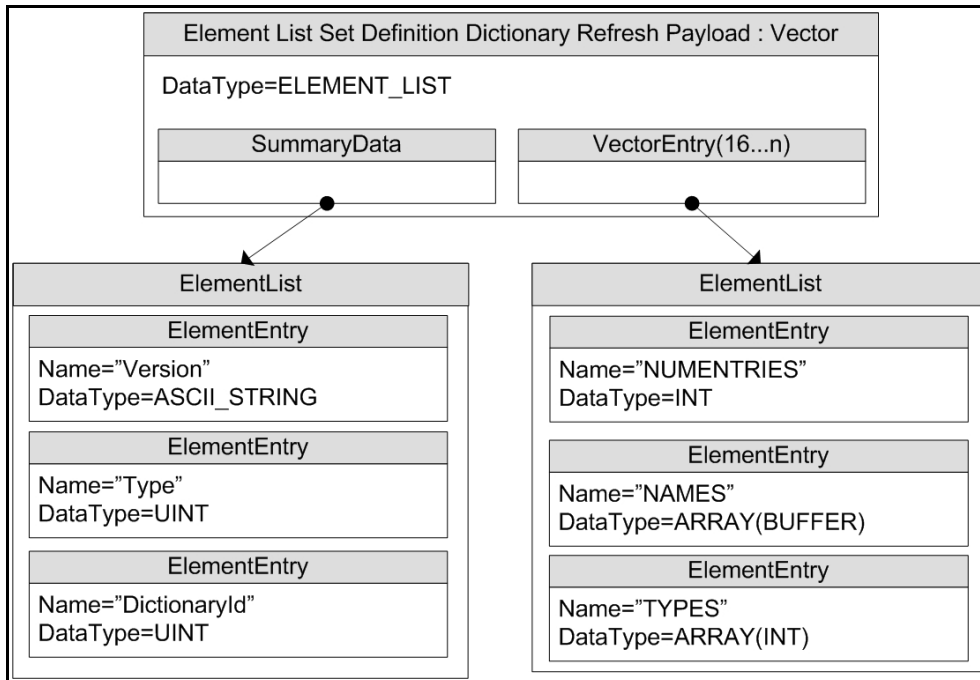 Element List Set Definition Dictionary Refresh Payload : Vector
DataType=ELEMENT_LIST
SummaryData
VectorEntry(16...n)
ElementList
ElementEntry
Name=”Version”
DataType=ASCII_STRING
ElementEntry
Name=”Type”
DataType=UINT
ElementEntry
Name=”DictionaryId”
DataType=UINT
ElementList
ElementEntry
Name=”NUMENTRIES”
DataType=INT
ElementEntry
Name=”NAMES”
DataType=ARRAY(BUFFER)
ElementEntry
Name=”TYPES”
DataType=ARRAY(INT)